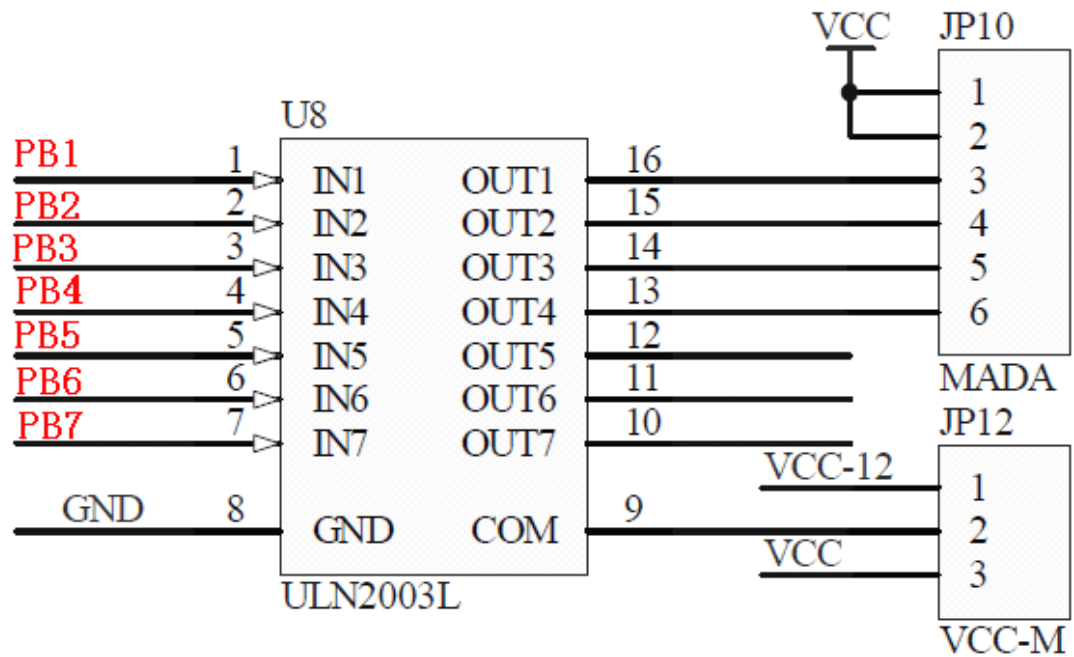 VCC JP10
1
2
U8
PB1 1 IN1 OUT1 16 3
PB2 2 IN2 OUT2 15 4
PB3 3 IN3 OUT3 14 5
PB4 4 IN4 OUT4 13 6
PB5 5 IN5 OUT5 12
PB6 6 IN6 OUT6 11 MADA
PB7 7 IN7 OUT7 10 JP12
VCC-12 1
GND 8 GND COM 9 2
VCC 3
ULN2003L
VCC-M